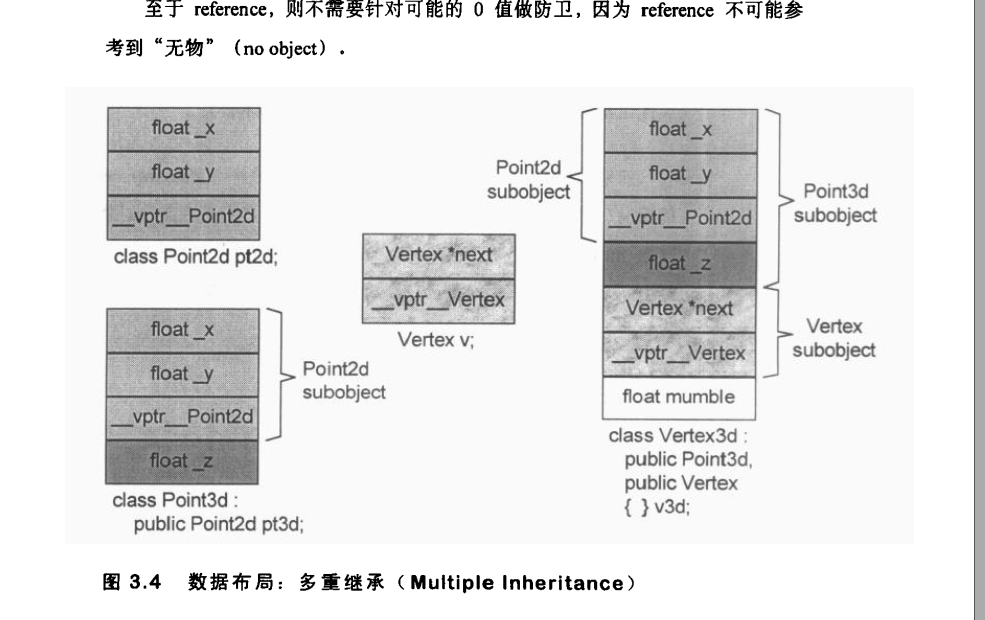 至于 reference，则不需要针对可能的 0 值做防卫，因为 reference 不可能参
考到“无物”（no object）.
float _x
float _y
__vptr__Point2d
class Point2d pt2d;
float _x
float _y
__vptr__Point2d
float _z
Point2d
subobject
class Point3d :
public Point2d pt3d;
Vertex *next
__vptr__Vertex
Vertex v;
Point2d
subobject
float _x
float _y
__vptr__Point2d
float _z
Vertex *next
__vptr__Vertex
float mumble
Point3d
subobject
Vertex
subobject
class Vertex3d :
public Point3d,
public Vertex
{ } v3d;
图 3.4 数据布局：多重继承（Multiple Inheritance）